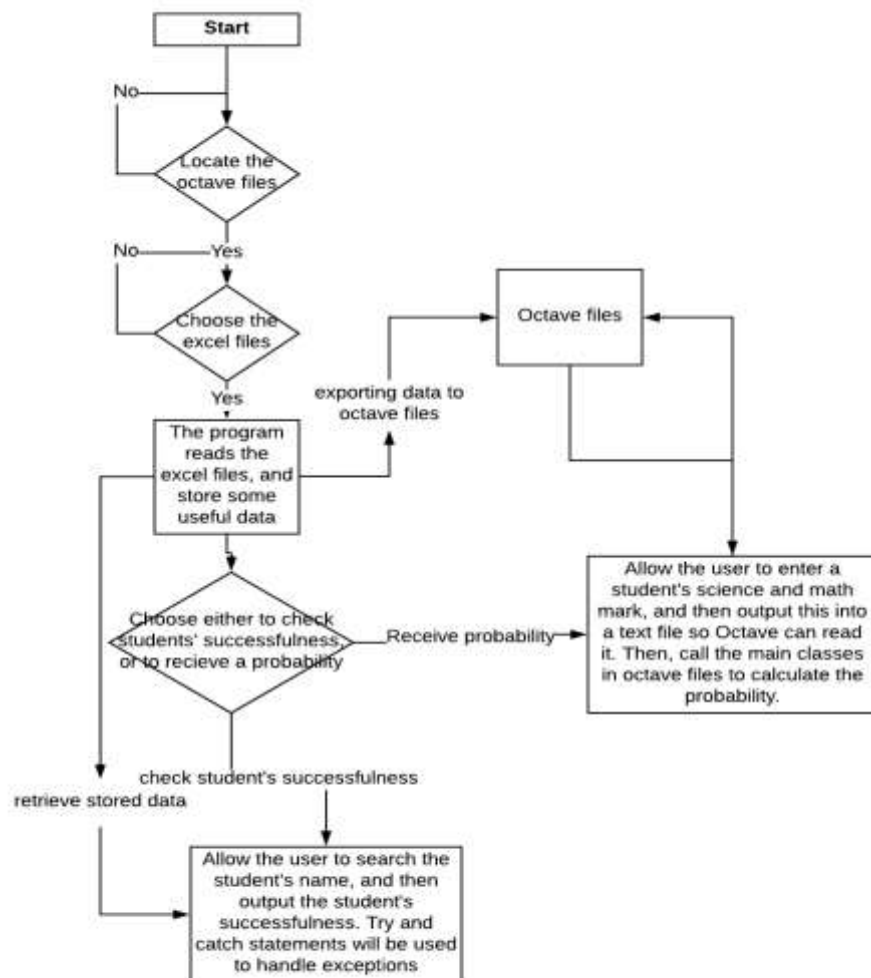 Start
No
Locate the
octave files
No
Yes
Choose the
excel files
Octave files
Yes
exporting data to
octave files
The program
reads the
excel files, and
store some
useful data
Choose either to check
students' successfulness,
or to recieve a probability
Receive probability
Allow the user to enter a
student's science and math
mark, and then output this into
a text file so Octave can read
it. Then, call the main classes
in octave files to calculate the
probability.
check student's successfulness
retrieve stored data
Allow the user to search the
student's name, and then
output the student's
successfulness. Try and
catch statements will be used
to handle exceptions